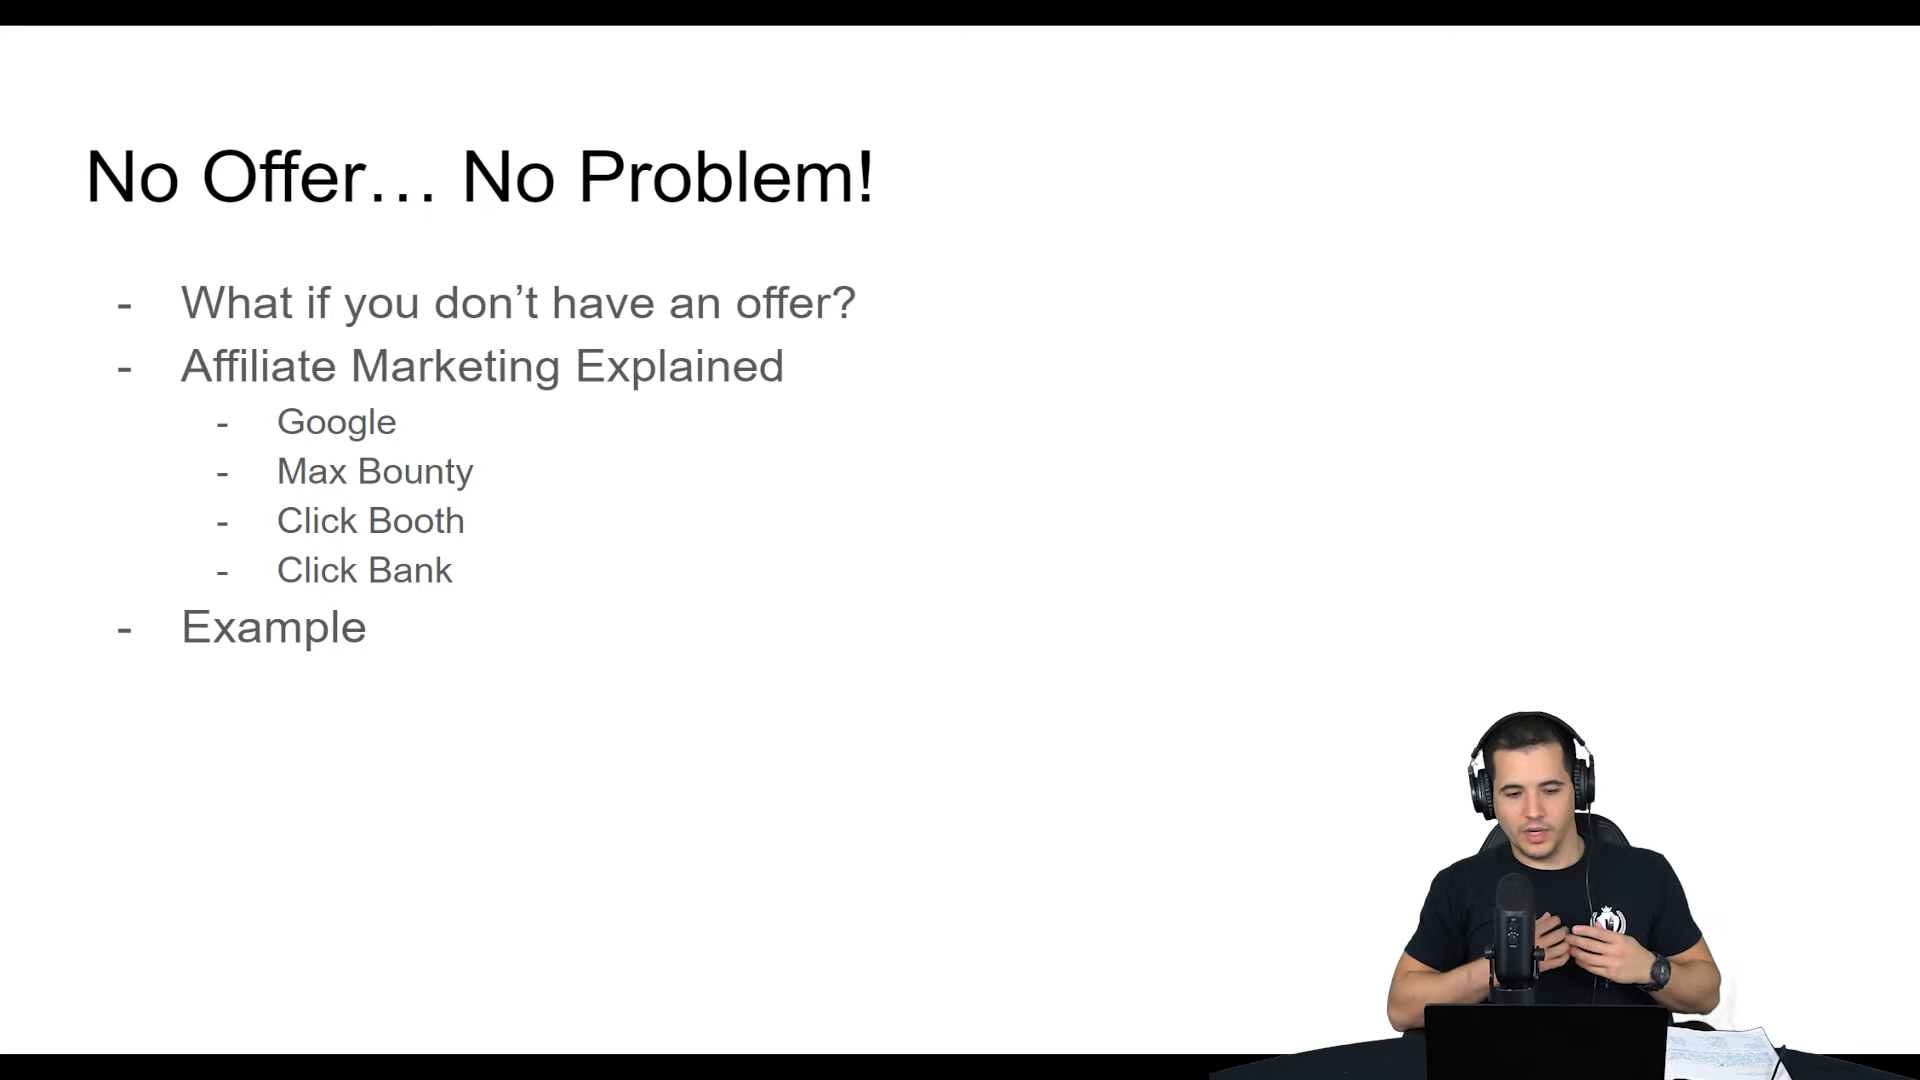 No Offer… No Problem!
- What if you don’t have an offer?
- Affiliate Marketing Explained
- Google
- Max Bounty
- Click Booth
- Click Bank
- Example